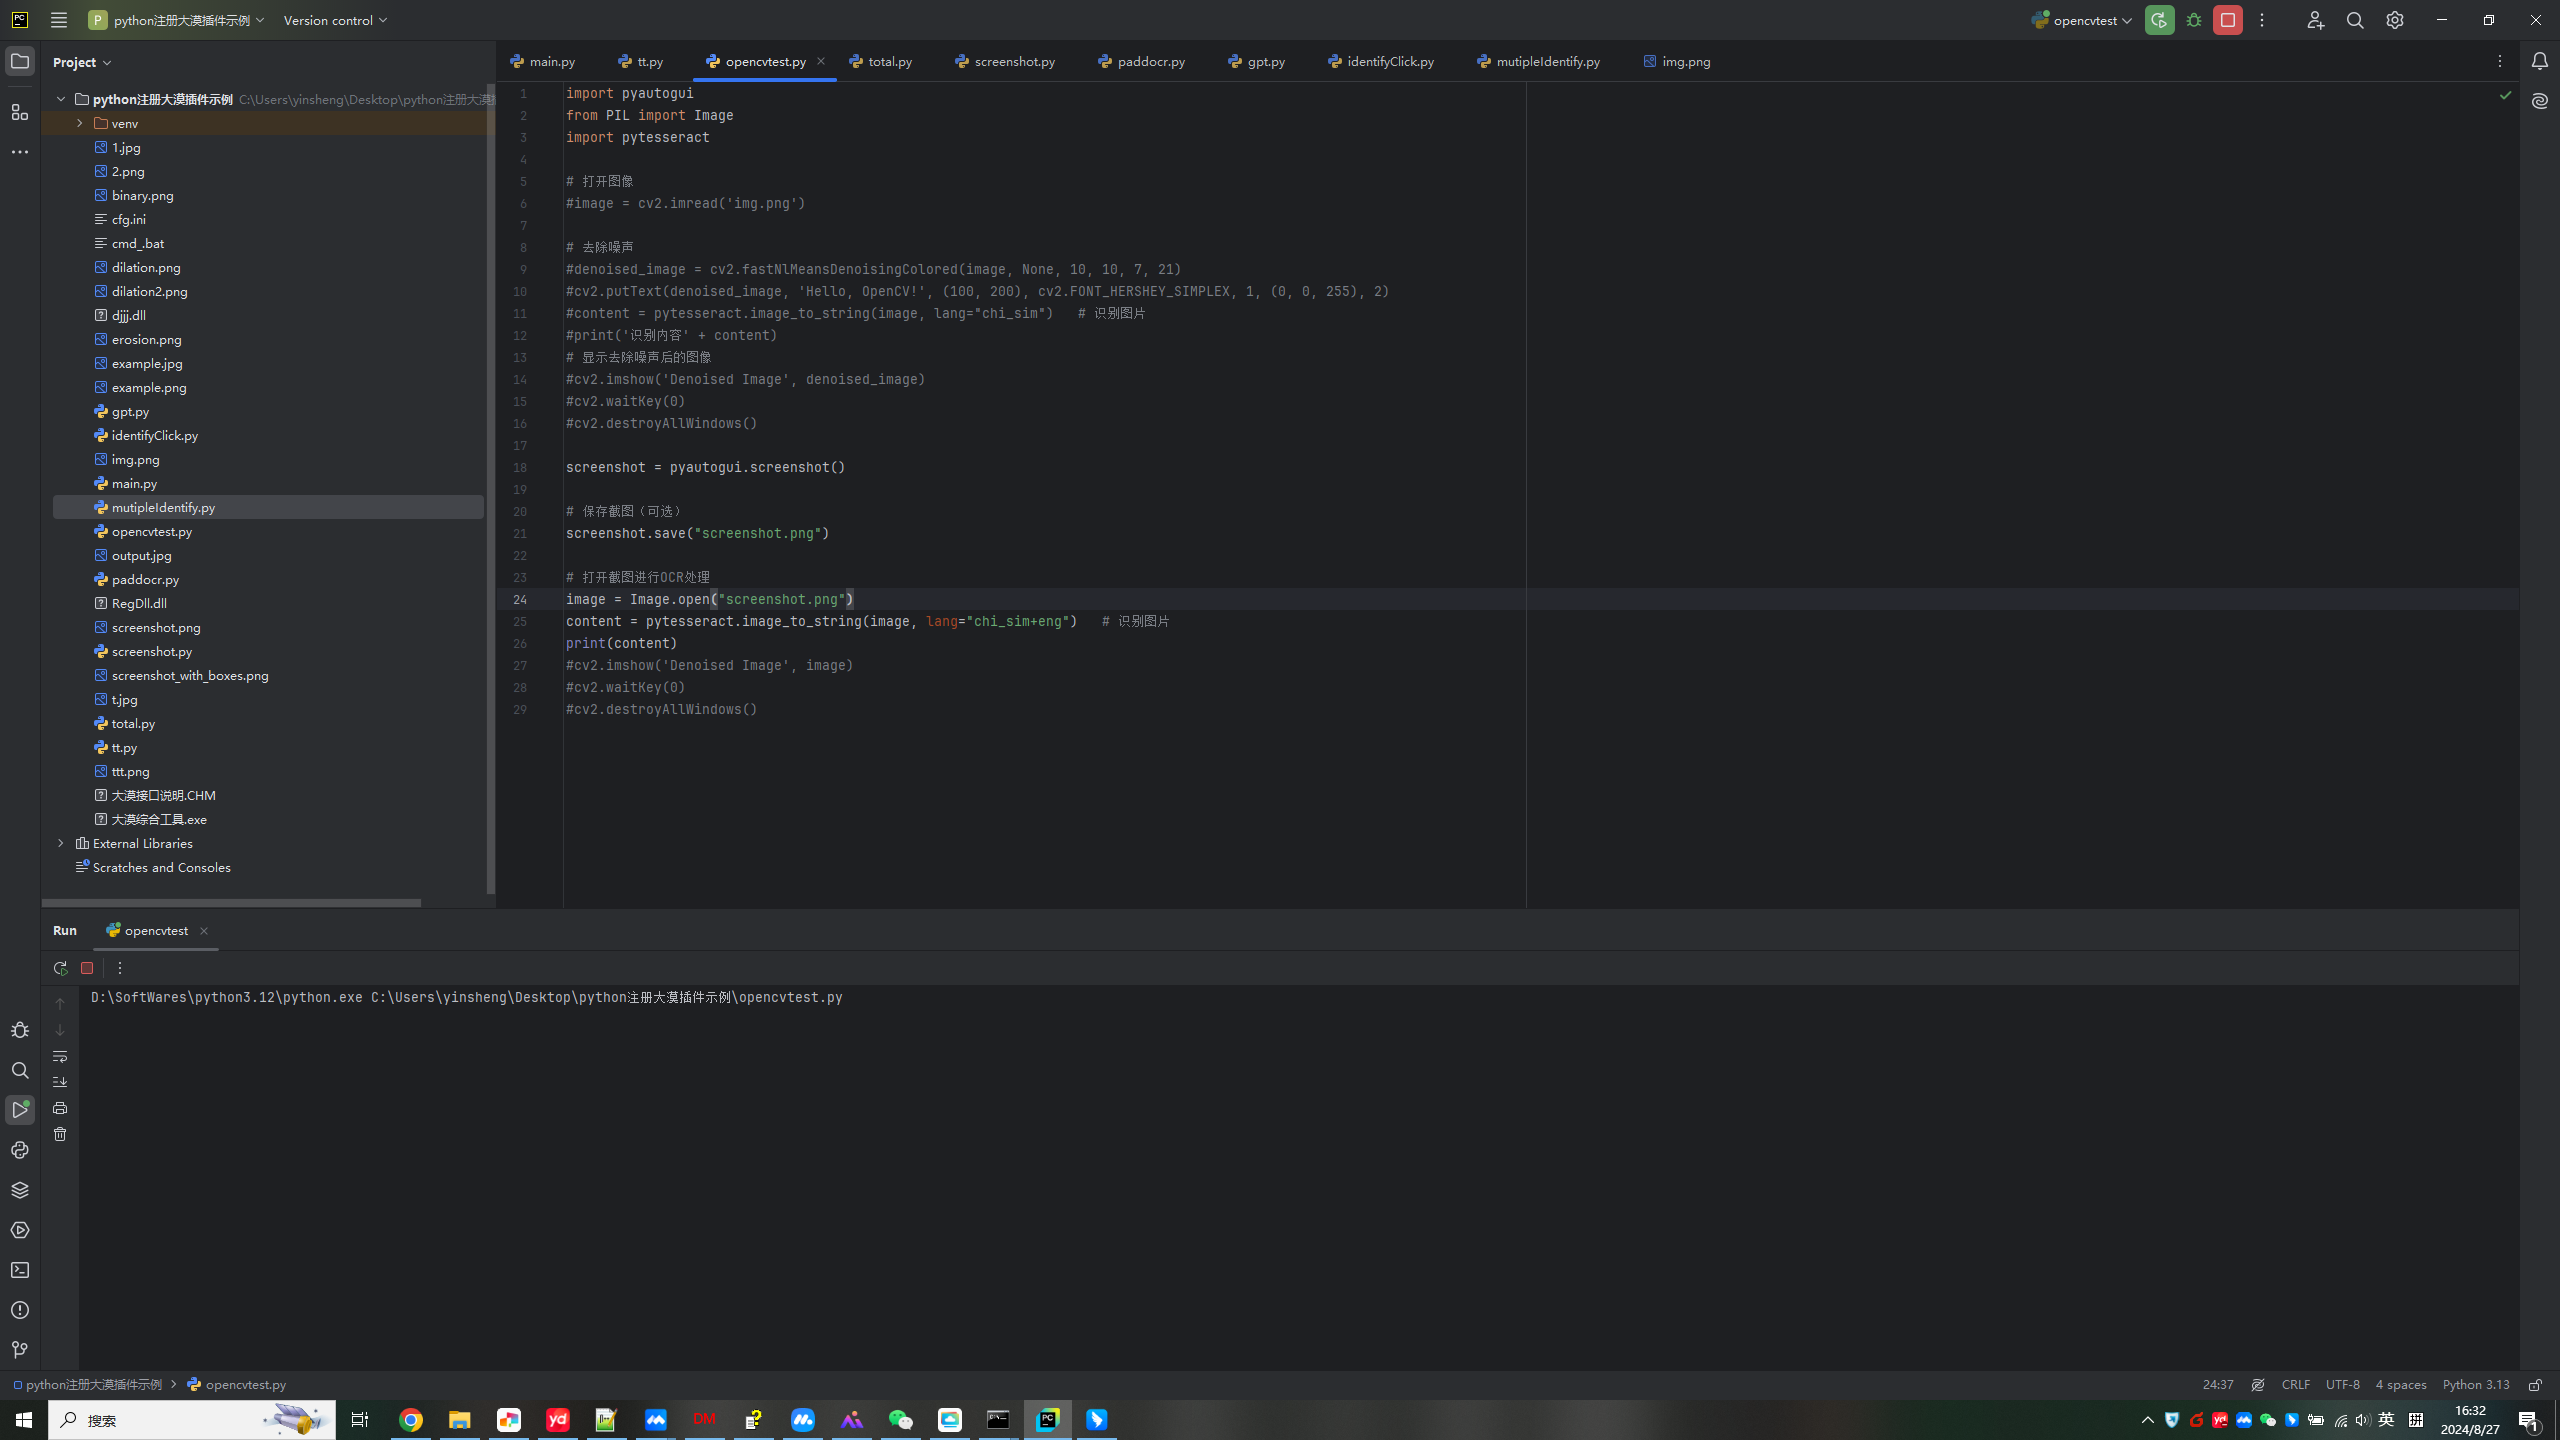 PC
P python注册大漠插件示例
Version control
opencvtest
Project
main.py
tt.py
opencvtest.py
total.py
screenshot.py
paddocr.py
gpt.py
identifyClick.py
mutipleIdentify.py
img.png
python注册大漠插件示例 C:\Users\yinsheng\Desktop\python注册大漠
venv
1.jpg
2.png
binary.png
cfg.ini
cmd_.bat
dilation.png
dilation2.png
djjj.dll
erosion.png
example.jpg
example.png
gpt.py
identifyClick.py
img.png
main.py
mutipleIdentify.py
opencvtest.py
output.jpg
paddocr.py
RegDll.dll
screenshot.png
screenshot.py
screenshot_with_boxes.png
t.jpg
total.py
tt.py
ttt.png
大漠接口说明.CHM
大漠综合工具.exe
External Libraries
Scratches and Consoles
1 import pyautogui
2 from PIL import Image
3 import pytesseract
4
5 # 打开图像
6 #image = cv2.imread('img.png')
7
8 # 去除噪声
9 #denoised_image = cv2.fastNlMeansDenoisingColored(image, None, 10, 10, 7, 21)
10 #cv2.putText(denoised_image, 'Hello, OpenCV!', (100, 200), cv2.FONT_HERSHEY_SIMPLEX, 1, (0, 0, 255), 2)
11 #content = pytesseract.image_to_string(image, lang="chi_sim")   # 识别图片
12 #print('识别内容' + content)
13 # 显示去除噪声后的图像
14 #cv2.imshow('Denoised Image', denoised_image)
15 #cv2.waitKey(0)
16 #cv2.destroyAllWindows()
17
18 screenshot = pyautogui.screenshot()
19
20 # 保存截图（可选）
21 screenshot.save("screenshot.png")
22
23 # 打开截图进行OCR处理
24 image = Image.open("screenshot.png")
25 content = pytesseract.image_to_string(image, lang="chi_sim+eng")   # 识别图片
26 print(content)
27 #cv2.imshow('Denoised Image', image)
28 #cv2.waitKey(0)
29 #cv2.destroyAllWindows()
Run
opencvtest
D:\SoftWares\python3.12\python.exe C:\Users\yinsheng\Desktop\python注册大漠插件示例\opencvtest.py
python注册大漠插件示例
opencvtest.py
24:37
CRLF
UTF-8
4 spaces
Python 3.13
搜索
yd
DM
PC
英
拼
16:32
2024/8/27
1